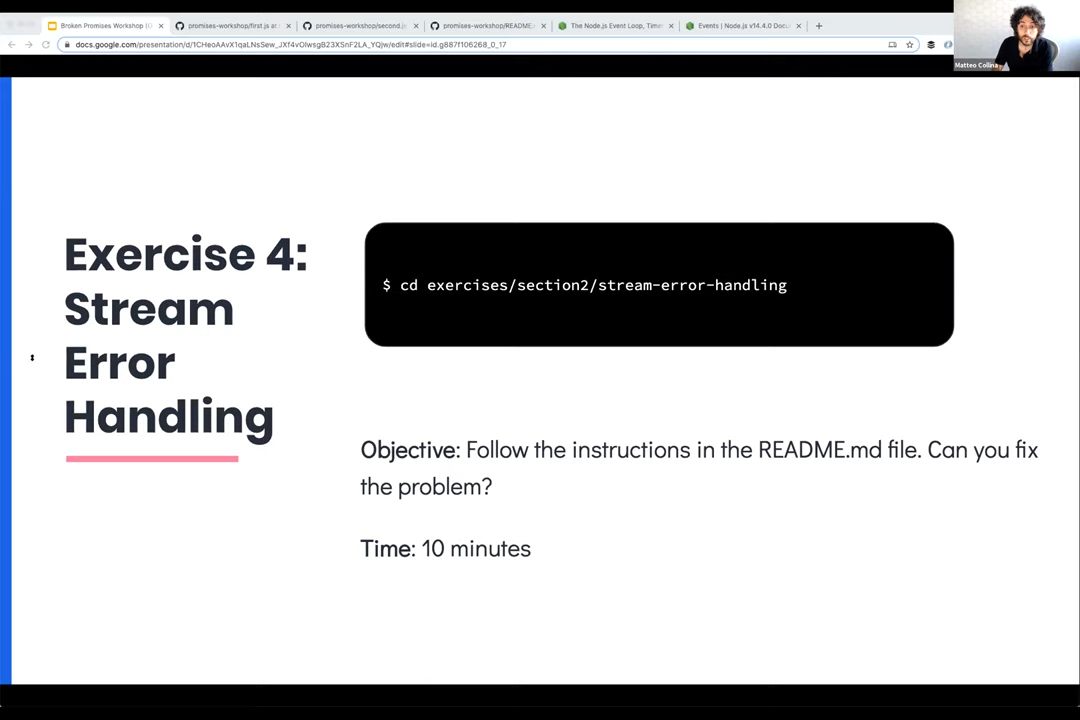 Broken Promises Workshop (O
promises-workshop/first.js at
promises-workshop/second.j
promises-workshop/README.
The Node.js Event Loop, Timer
Events | Node.js v14.4.0 Docu
docs.google.com/presentation/d/1CHeoAAvX1qaLNsSew_JXf4vOIwsgB23XSnF2LA_YQjw/edit#slide=id.g887f106268_0_17
Matteo Collina
Exercise 4:
Stream
Error
Handling
$ cd exercises/section2/stream-error-handling
Objective: Follow the instructions in the README.md file. Can you fix
the problem?
Time: 10 minutes